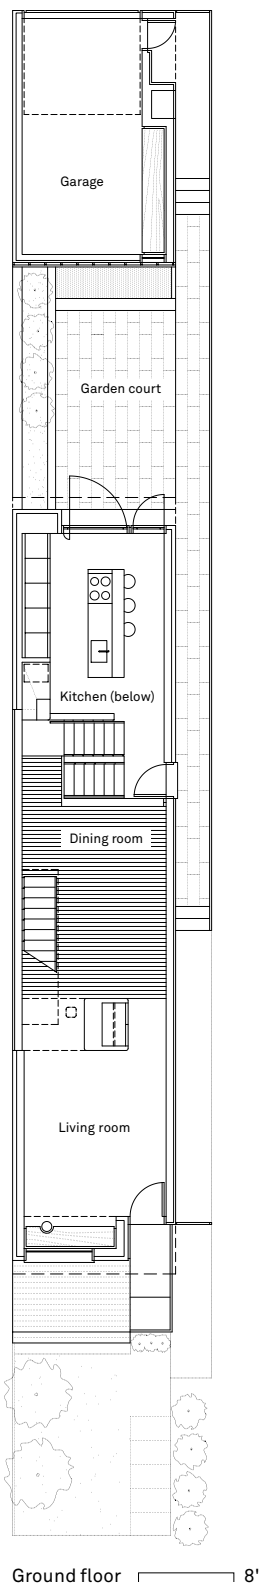 Garage
Garden court
Kitchen (below)
Dining room
Living room
Ground floor 8'